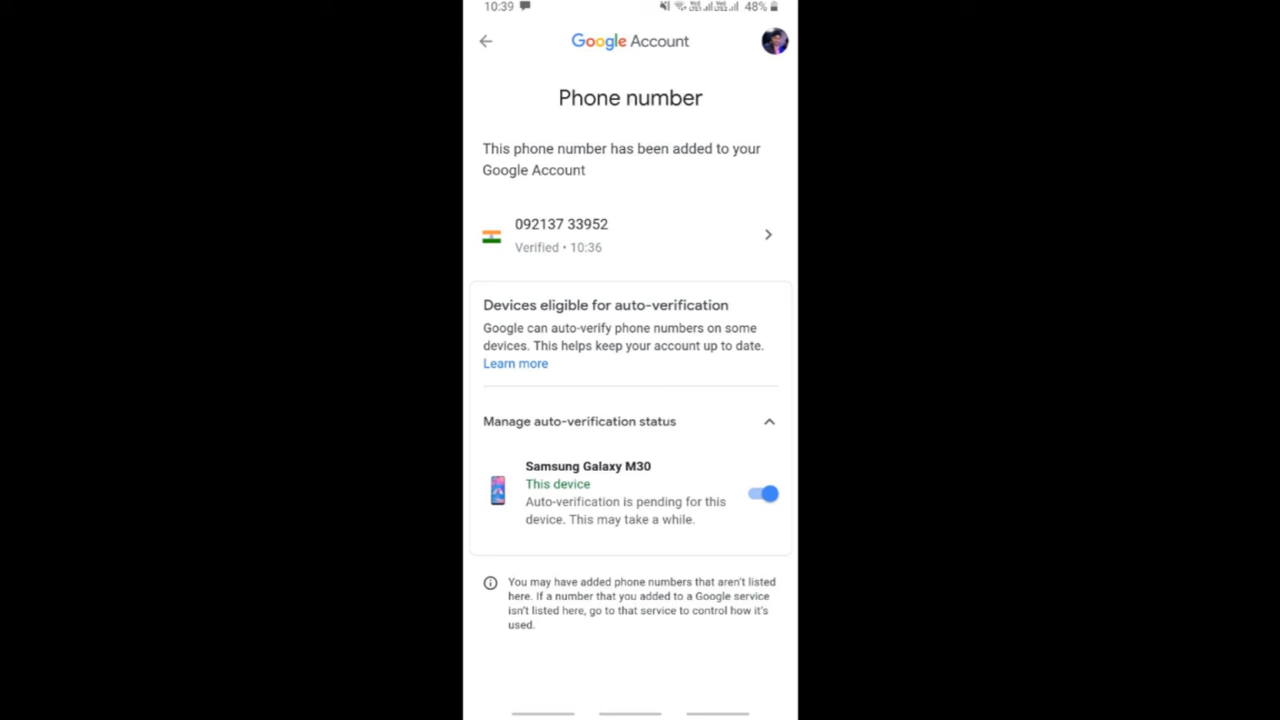 10:39
48%
Google Account
Phone number
This phone number has been added to your
Google Account
092137 33952
Verified • 10:36
Devices eligible for auto-verification
Google can auto-verify phone numbers on some
devices. This helps keep your account up to date.
Learn more
Manage auto-verification status
Samsung Galaxy M30
This device
Auto-verification is pending for this
device. This may take a while.
You may have added phone numbers that aren't listed
here. If a number that you added to a Google service
isn't listed here, go to that service to control how it's
used.